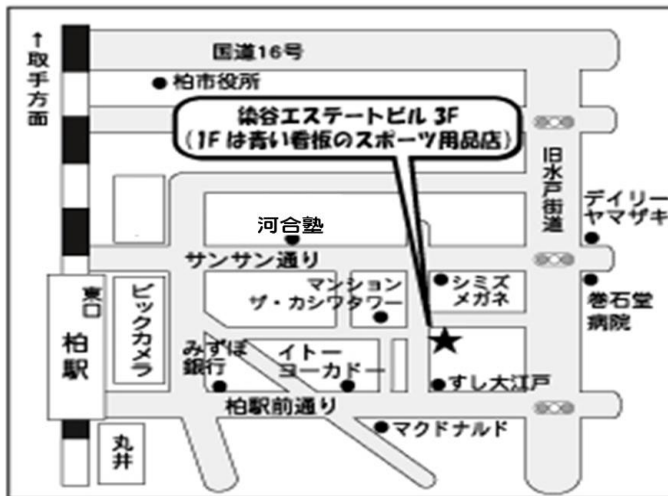 ↑取手方面
国道16号
柏市役所
染谷エステートビル 3F
(1Fは青い看板のスポーツ用品店)
旧水戸街道
デイリー
ヤマザキ
河合塾
サンサン通り
マンション
ザ・カシワタワー
シミズ
メガネ
巻石堂
病院
東口
柏駅
ビックカメラ
みずほ
銀行
イトー
ヨーカドー
すし大江戸
柏駅前通り
マクドナルド
丸井